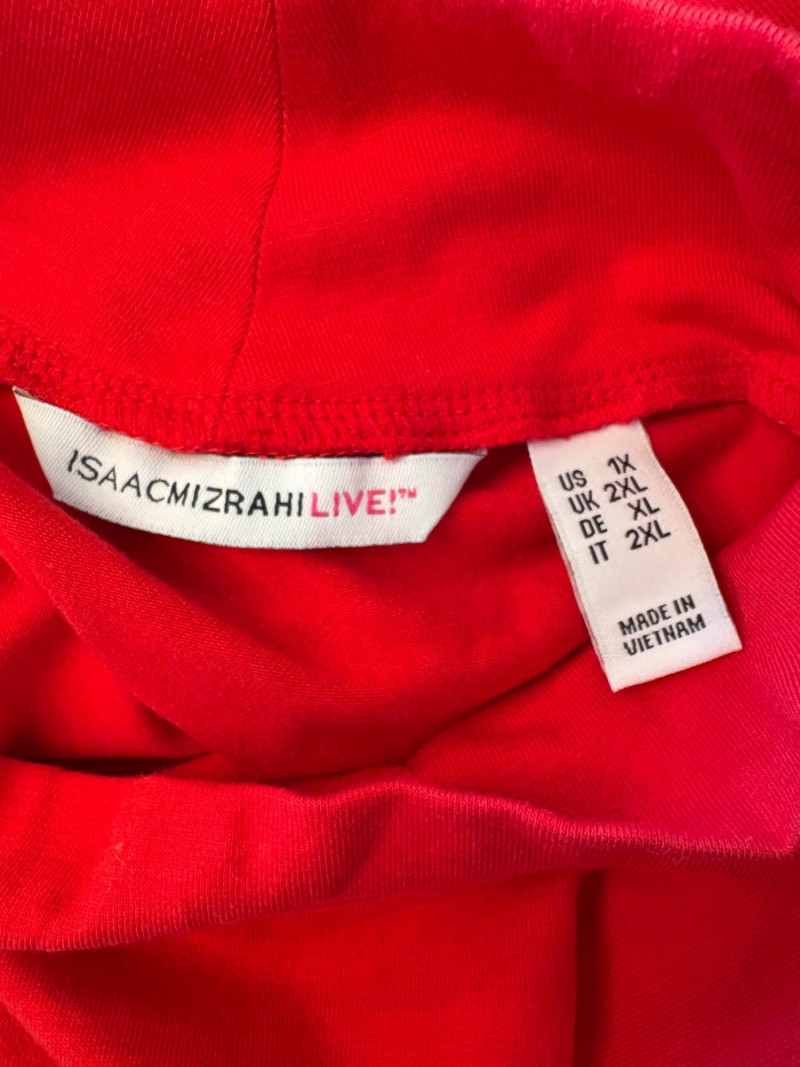 ISAACMIZRAHILIVE!™
US 1X
UK 2XL
DE XL
IT 2XL
MADE IN
VIETNAM